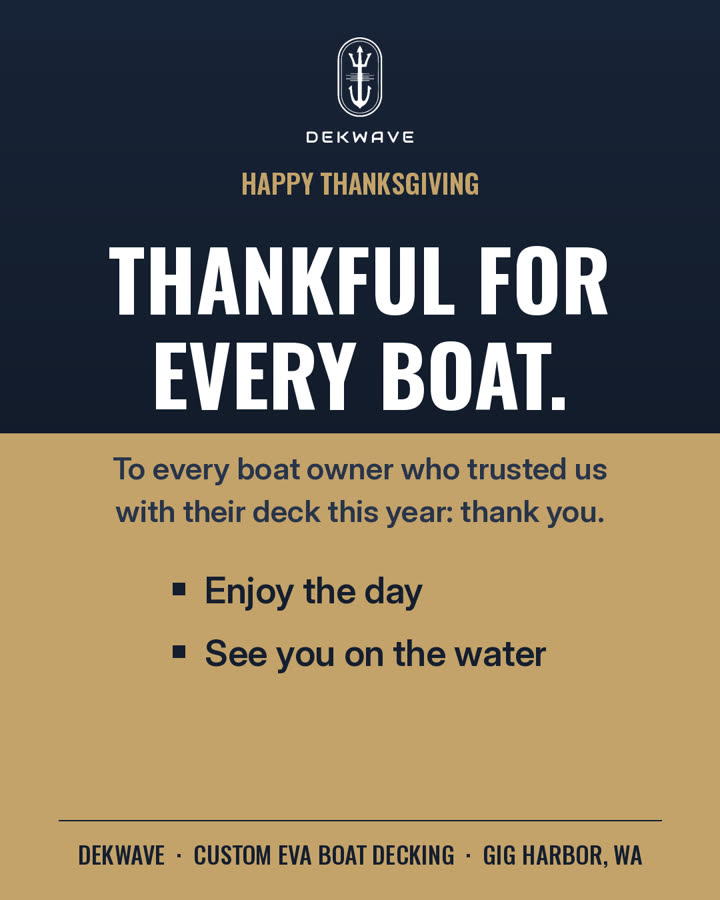 DEKWAVE
HAPPY THANKSGIVING
THANKFUL FOR
EVERY BOAT.
To every boat owner who trusted us
with their deck this year: thank you.
▪ Enjoy the day
▪ See you on the water
DEKWAVE · CUSTOM EVA BOAT DECKING · GIG HARBOR, WA